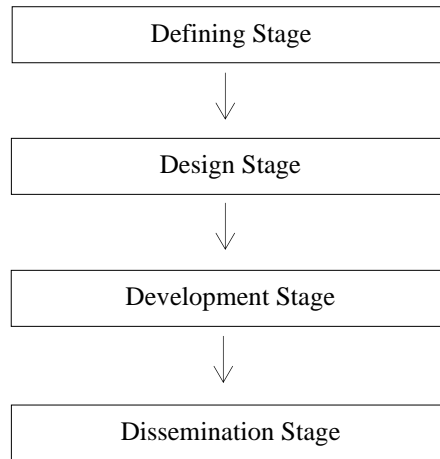 Defining Stage
Design Stage
Development Stage
Dissemination Stage